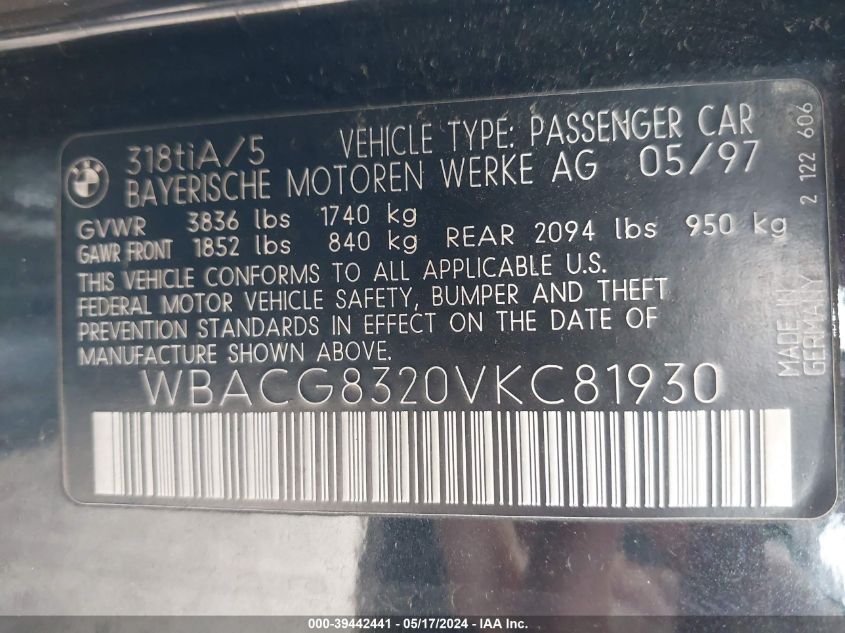 318tiA/5 VEHICLE TYPE: PASSENGER CAR
BAYERISCHE MOTOREN WERKE AG 05/97
GVWR 3836 lbs 1740 kg
GAWR FRONT 1852 lbs 840 kg REAR 2094 lbs 950 kg
THIS VEHICLE CONFORMS TO ALL APPLICABLE U.S.
FEDERAL MOTOR VEHICLE SAFETY, BUMPER AND THEFT
PREVENTION STANDARDS IN EFFECT ON THE DATE OF
MANUFACTURE SHOWN ABOVE.
WBACG8320VKC81930
2 122 606
MADE IN
GERMANY
000-39442441 - 05/17/2024 - IAA Inc.